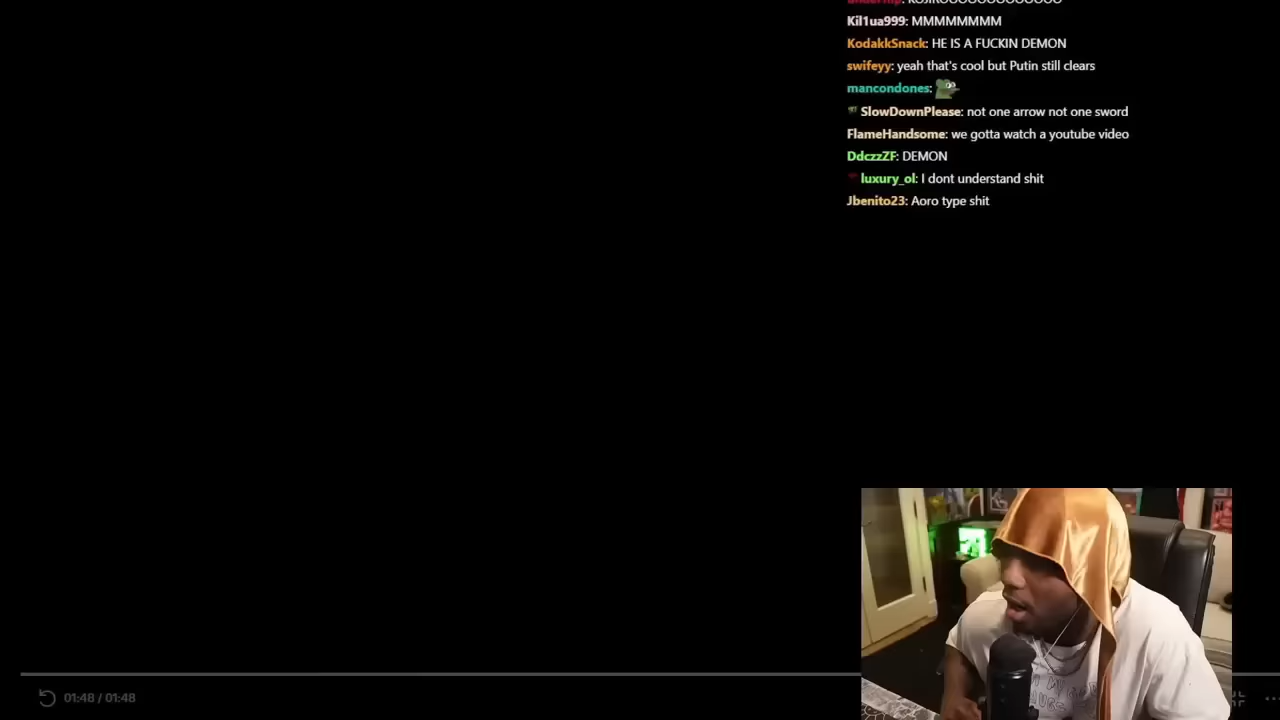 Kil1ua999: MMMMMMMM
KodakkSnack: HE IS A FUCKIN DEMON
swifeyy: yeah that's cool but Putin still clears
mancondones:
SlowDownPlease: not one arrow not one sword
FlameHandsome: we gotta watch a youtube video
DdczzZF: DEMON
luxury_ol: I dont understand shit
Jbenito23: Aoro type shit
01:48 / 01:48